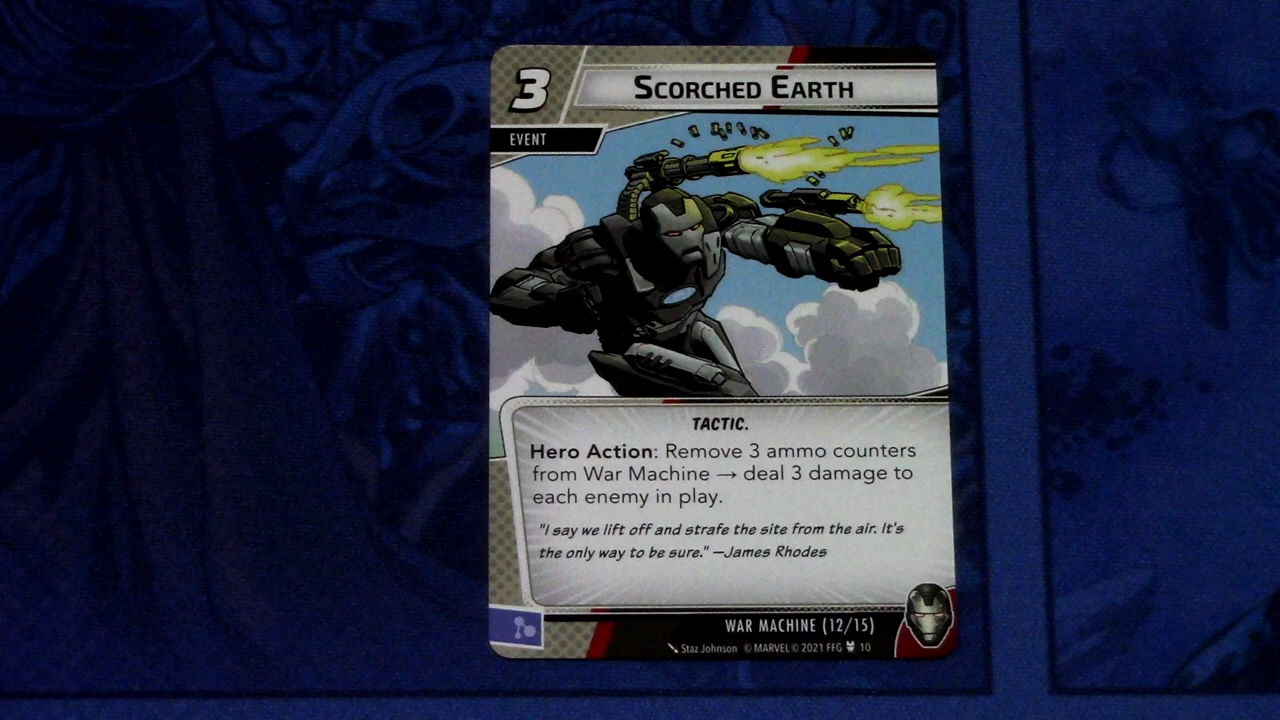 3
SCORCHED EARTH
EVENT
TACTIC.
Hero Action: Remove 3 ammo counters
from War Machine → deal 3 damage to
each enemy in play.
"I say we lift off and strafe the site from the air. It's
the only way to be sure." —James Rhodes
WAR MACHINE (12/15)
Staz Johnson © MARVEL © 2021 FFG 10